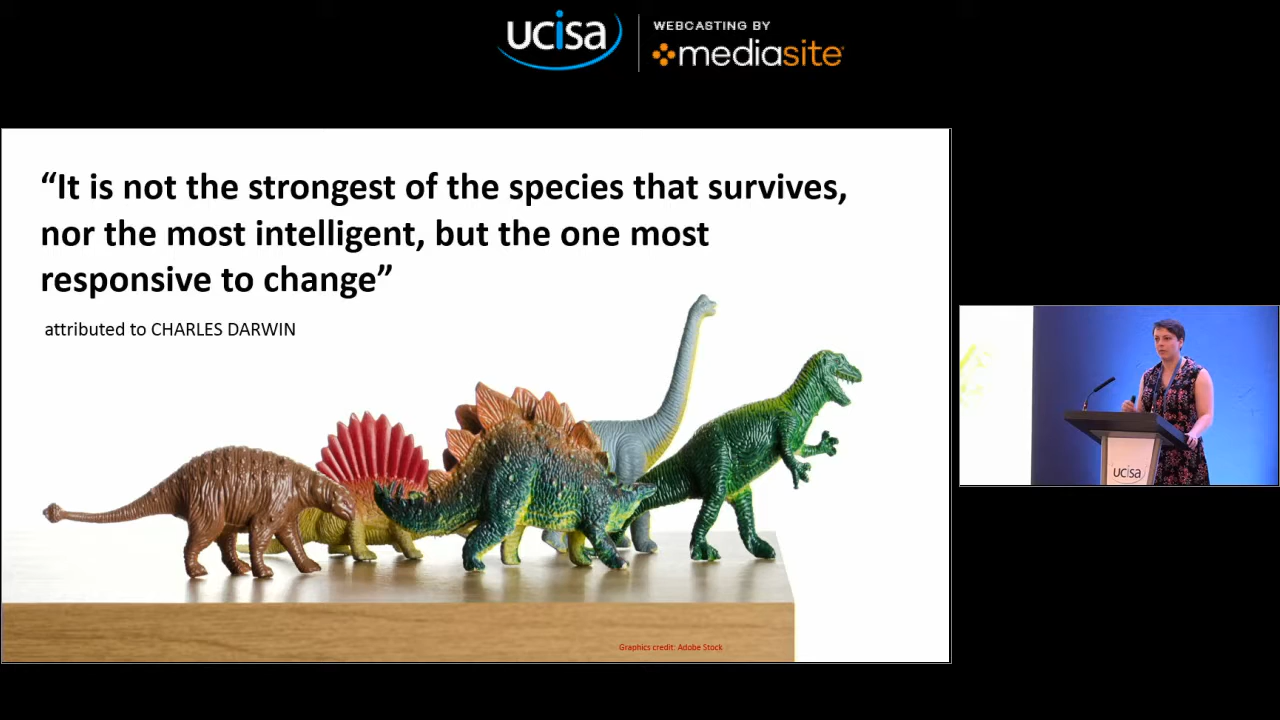 ucisa
WEBCASTING BY
mediasite
“It is not the strongest of the species that survives,
nor the most intelligent, but the one most
responsive to change”
attributed to CHARLES DARWIN
ucisa
Graphics credit: Adobe Stock